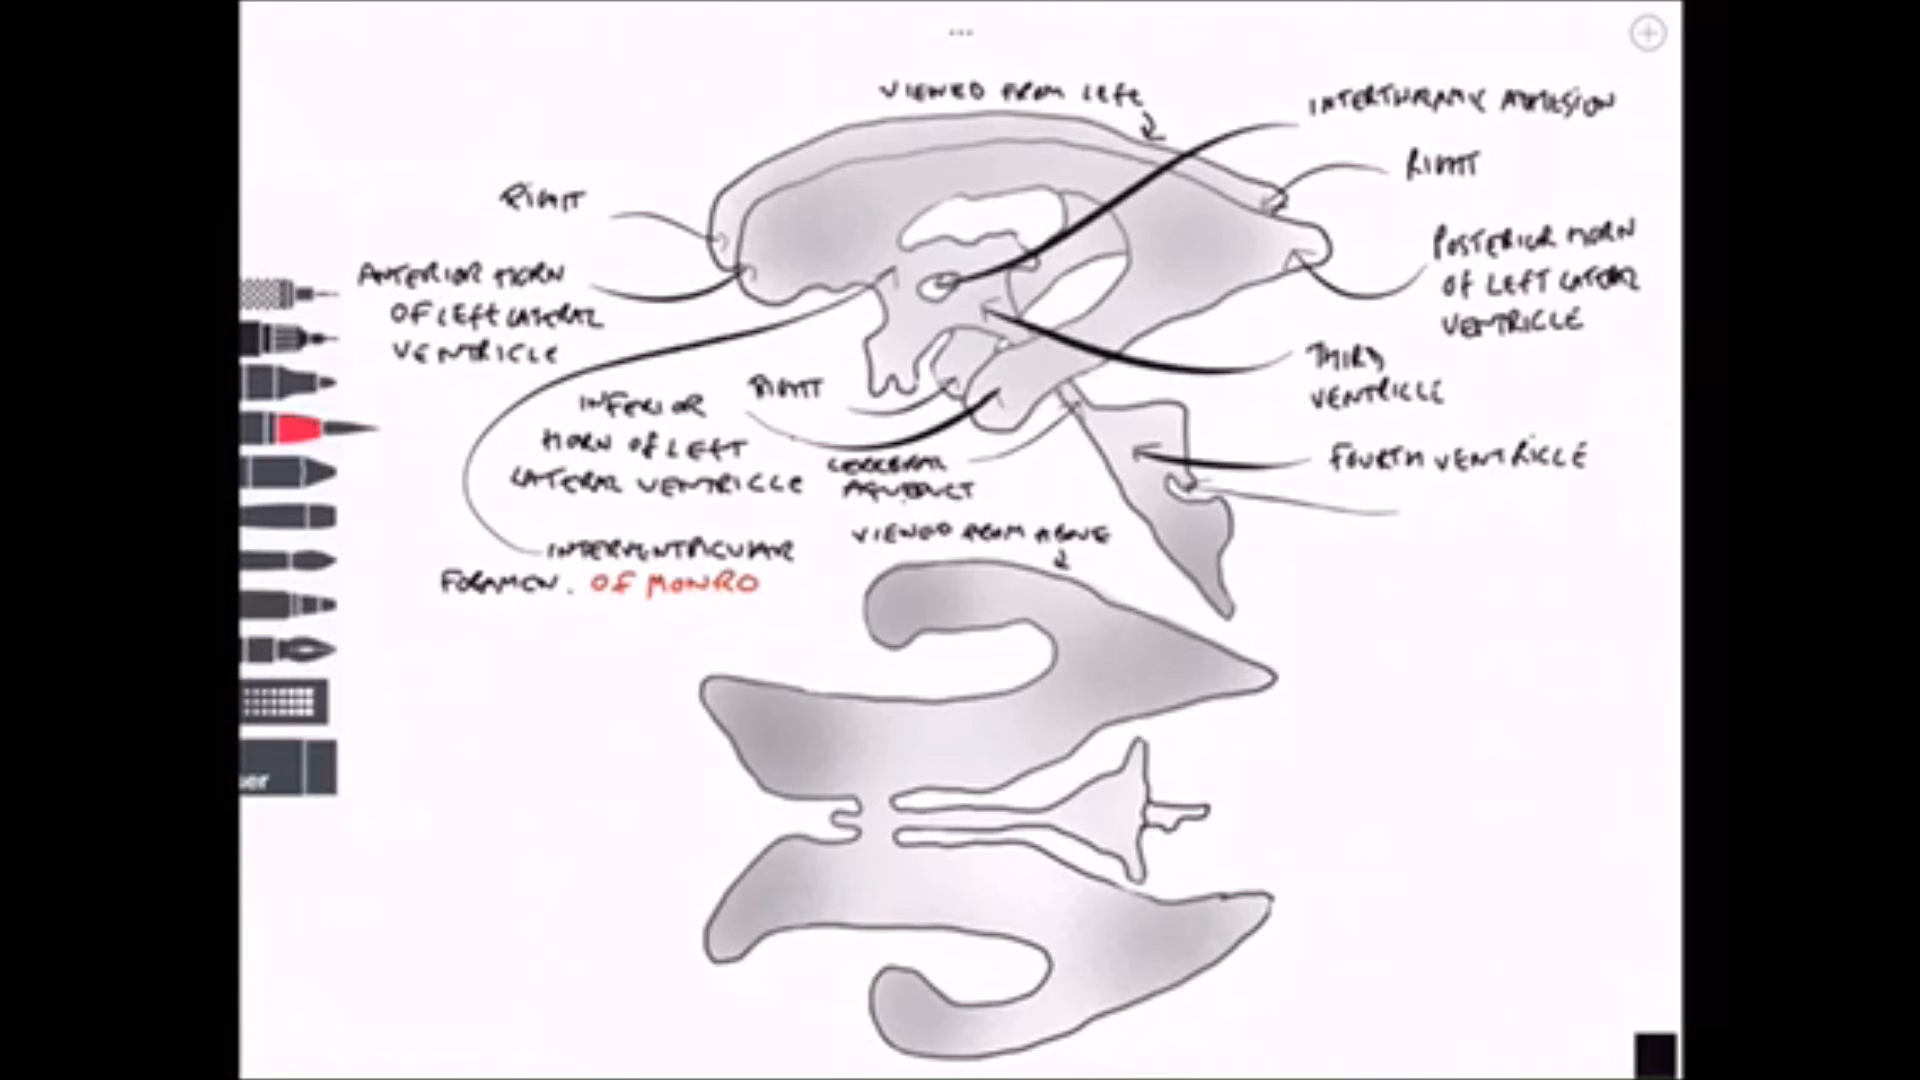 VIEWED FROM LEFT
INTERTHALAMIC ADHESION
RIGHT
RIGHT
ANTERIOR HORN
OF LEFT LATERAL
VENTRICLE
POSTERIOR HORN
OF LEFT LATERAL
VENTRICLE
THIRD
VENTRICLE
RIGHT
INFERIOR
HORN OF LEFT
LATERAL VENTRICLE
CEREBRAL
AQUEDUCT
FOURTH VENTRICLE
VIEWED FROM ABOVE
INTERVENTRICULAR
FORAMEN. OF MONRO
er